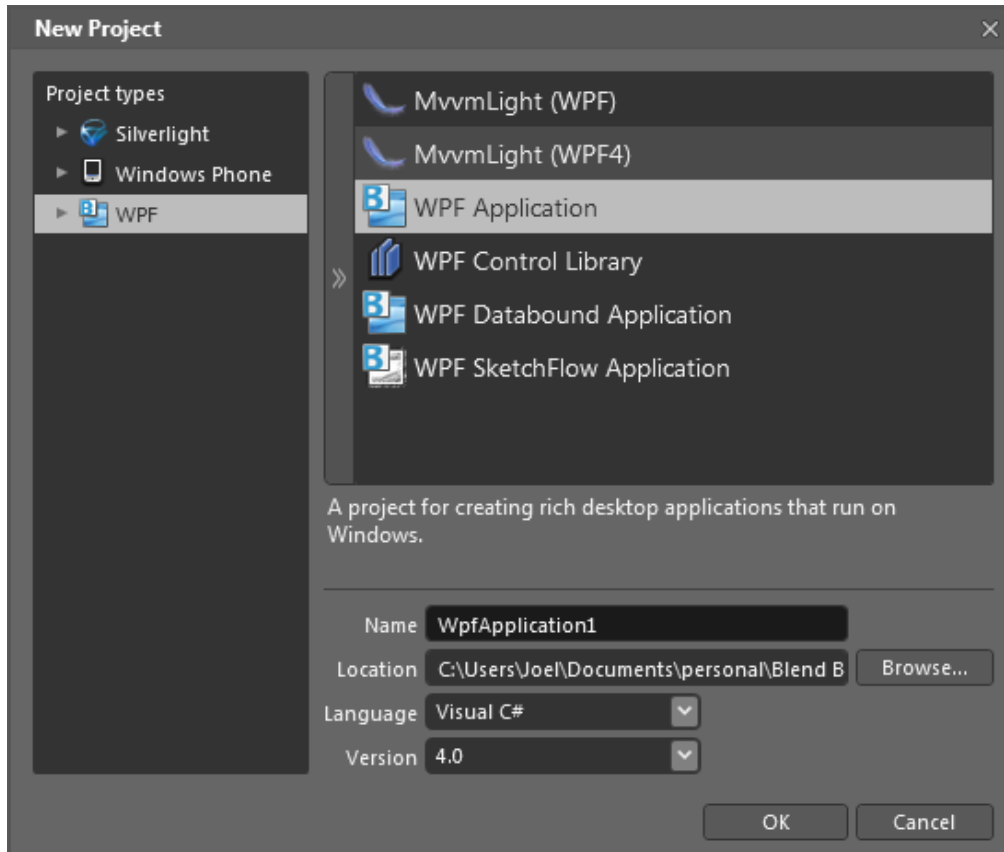 New Project
Project types
Silverlight
Windows Phone
WPF
MvvmLight (WPF)
MvvmLight (WPF4)
WPF Application
WPF Control Library
WPF Databound Application
WPF SketchFlow Application
A project for creating rich desktop applications that run on
Windows.
Name WpfApplication1
Location C:\Users\Joel\Documents\personal\Blend B Browse...
Language Visual C#
Version 4.0
OK Cancel